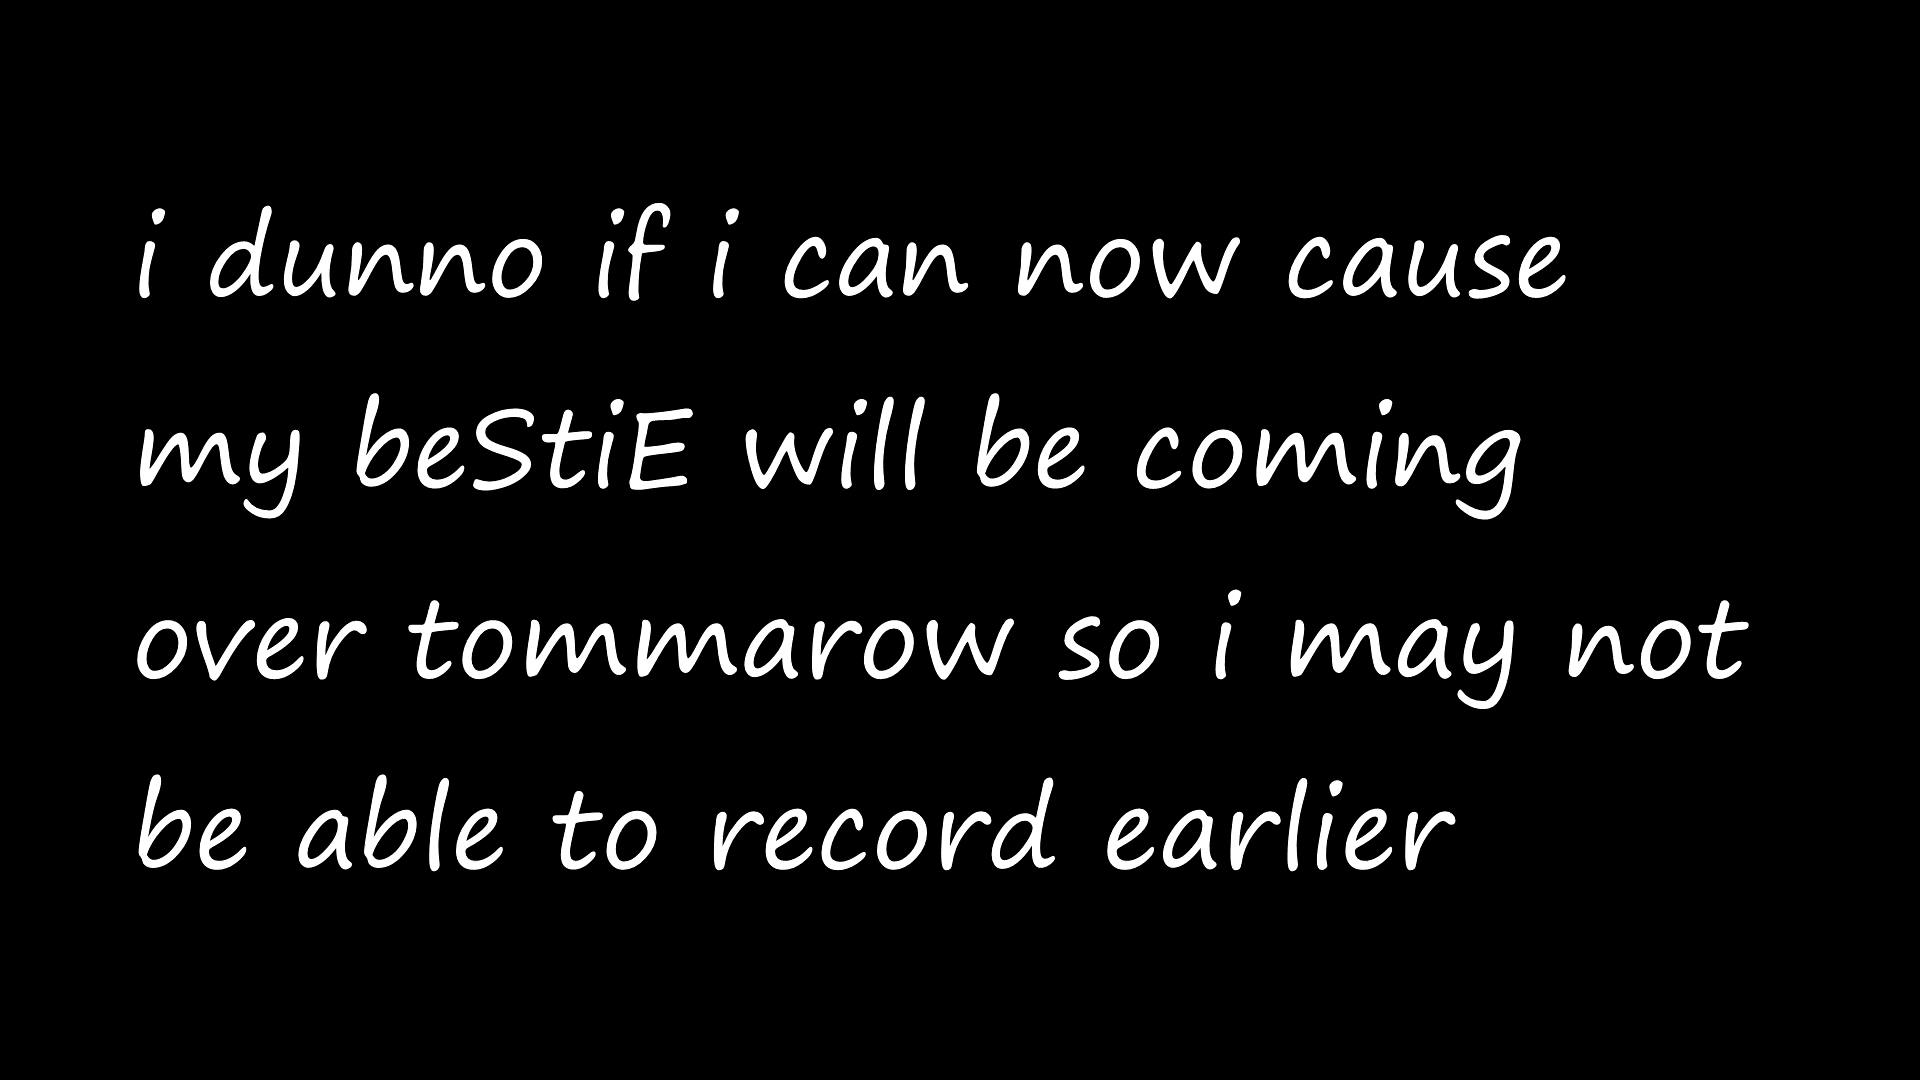 i dunno if i can now cause
my beStiE will be coming
over tommarow so i may not
be able to record earlier